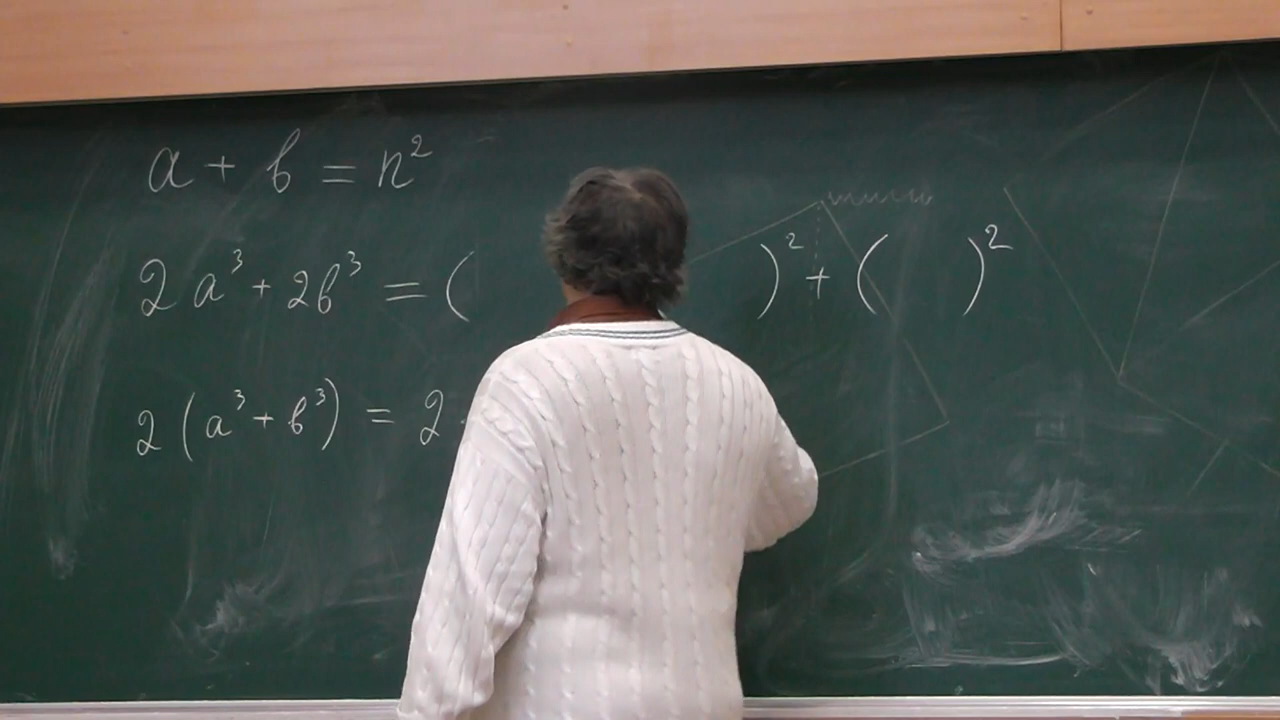 a + b = n²
2a³ + 2b³ = (        )² + (        )²
2(a³ + b³) = 2